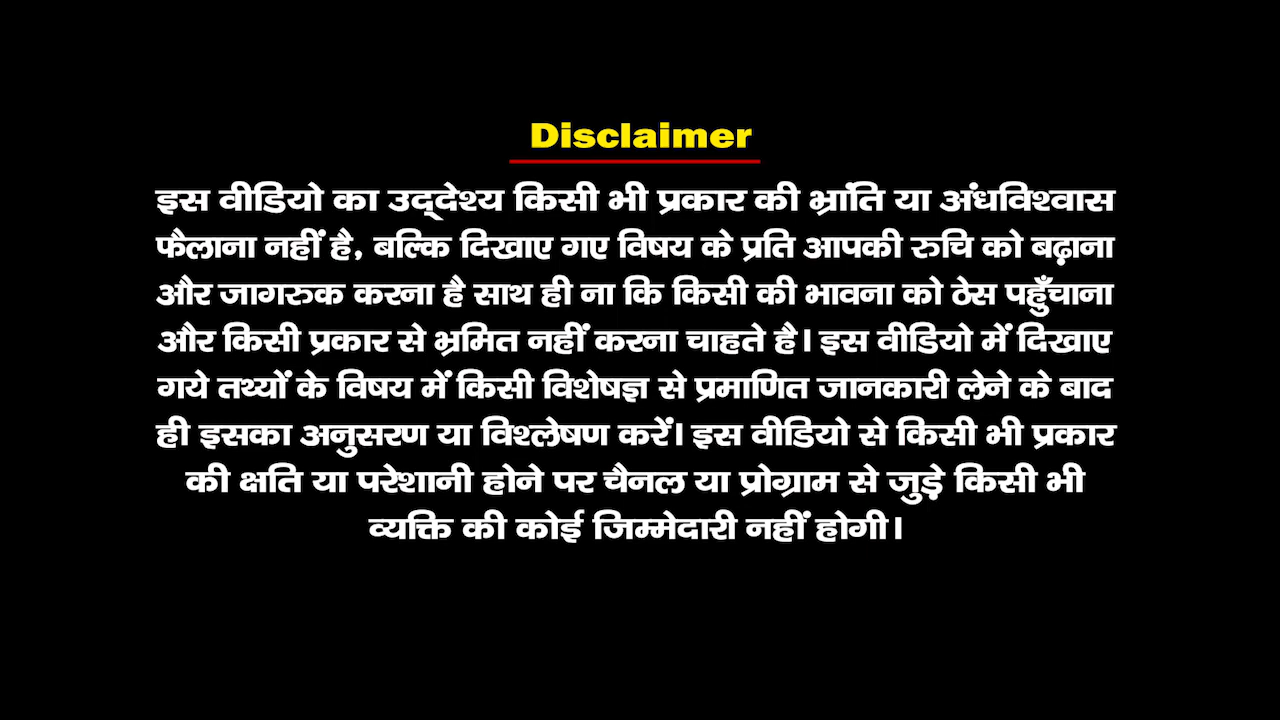 Disclaimer
इस वीडियो का उद्देश्य किसी भी प्रकार की भ्रांति या अंधविश्वास
फैलाना नहीं है, बल्कि दिखाए गए विषय के प्रति आपकी रुचि को बढ़ाना
और जागरुक करना है साथ ही ना कि किसी की भावना को ठेस पहुँचाना
और किसी प्रकार से भ्रमित नहीं करना चाहते है। इस वीडियो में दिखाए
गये तथ्यों के विषय में किसी विशेषज्ञ से प्रमाणित जानकारी लेने के बाद
ही इसका अनुसरण या विश्लेषण करें। इस वीडियो से किसी भी प्रकार
की क्षति या परेशानी होने पर चैनल या प्रोग्राम से जुड़े किसी भी
व्यक्ति की कोई जिम्मेदारी नहीं होगी।